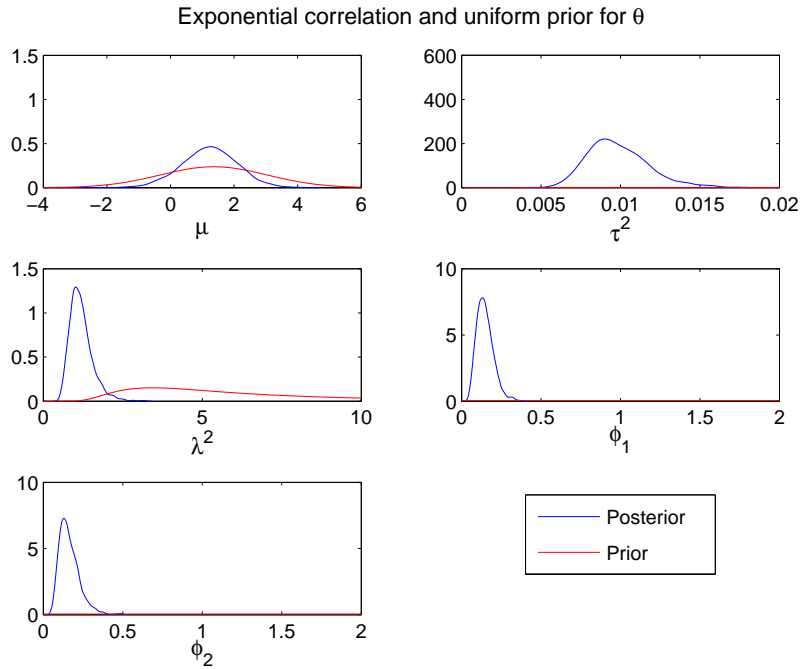 Exponential correlation and uniform prior for θ
1.5
1
0.5
0
−4 −2 0 2 4 6
μ
600
400
200
0
0 0.005 0.01 0.015 0.02
τ²
1.5
1
0.5
0
0 5 10
λ²
10
5
0
0 0.5 1 1.5 2
ϕ₁
10
5
0
0 0.5 1 1.5 2
ϕ₂
Posterior
Prior